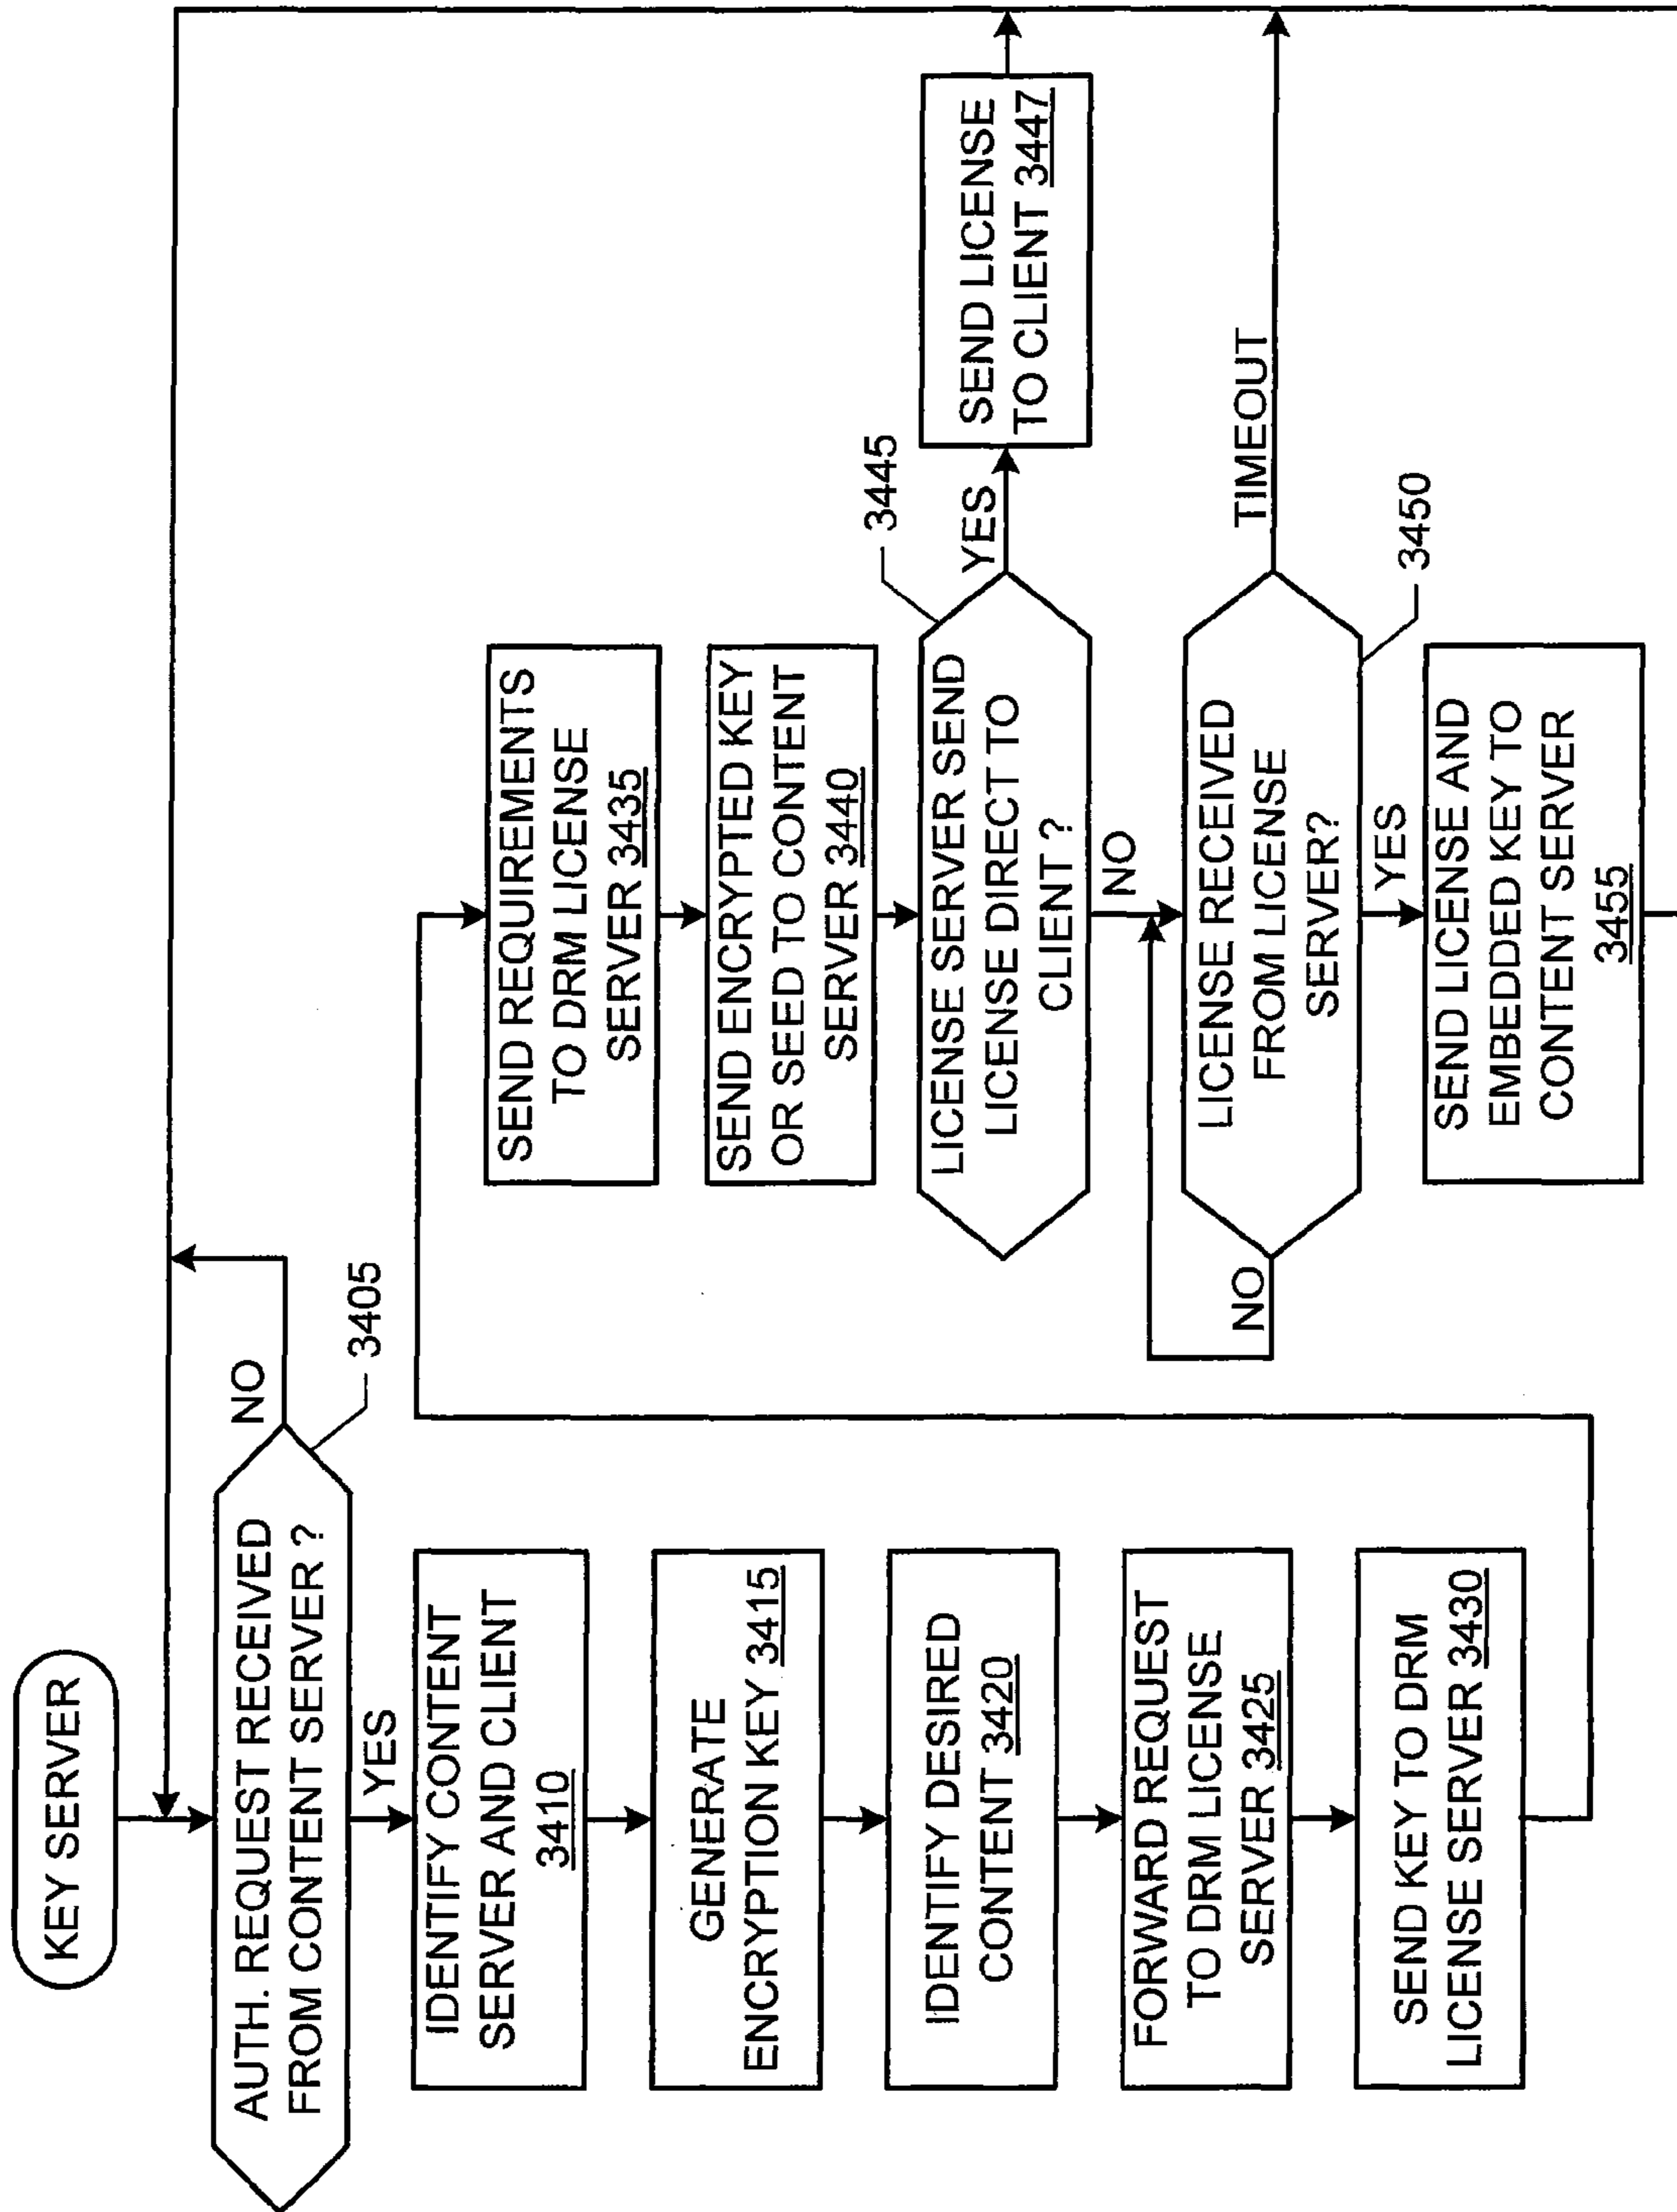 KEY SERVER
AUTH. REQUEST RECEIVED
FROM CONTENT SERVER ?
NO
3405
YES
IDENTIFY CONTENT
SERVER AND CLIENT
3410
GENERATE
ENCRYPTION KEY 3415
IDENTIFY DESIRED
CONTENT 3420
FORWARD REQUEST
TO DRM LICENSE
SERVER 3425
SEND KEY TO DRM
LICENSE SERVER 3430
SEND REQUIREMENTS
TO DRM LICENSE
SERVER 3435
SEND ENCRYPTED KEY
OR SEED TO CONTENT
SERVER 3440
LICENSE SERVER SEND
LICENSE DIRECT TO
CLIENT ?
3445
YES
SEND LICENSE
TO CLIENT 3447
NO
LICENSE RECEIVED
FROM LICENSE
SERVER?
NO
TIMEOUT
3450
YES
SEND LICENSE AND
EMBEDDED KEY TO
CONTENT SERVER
3455